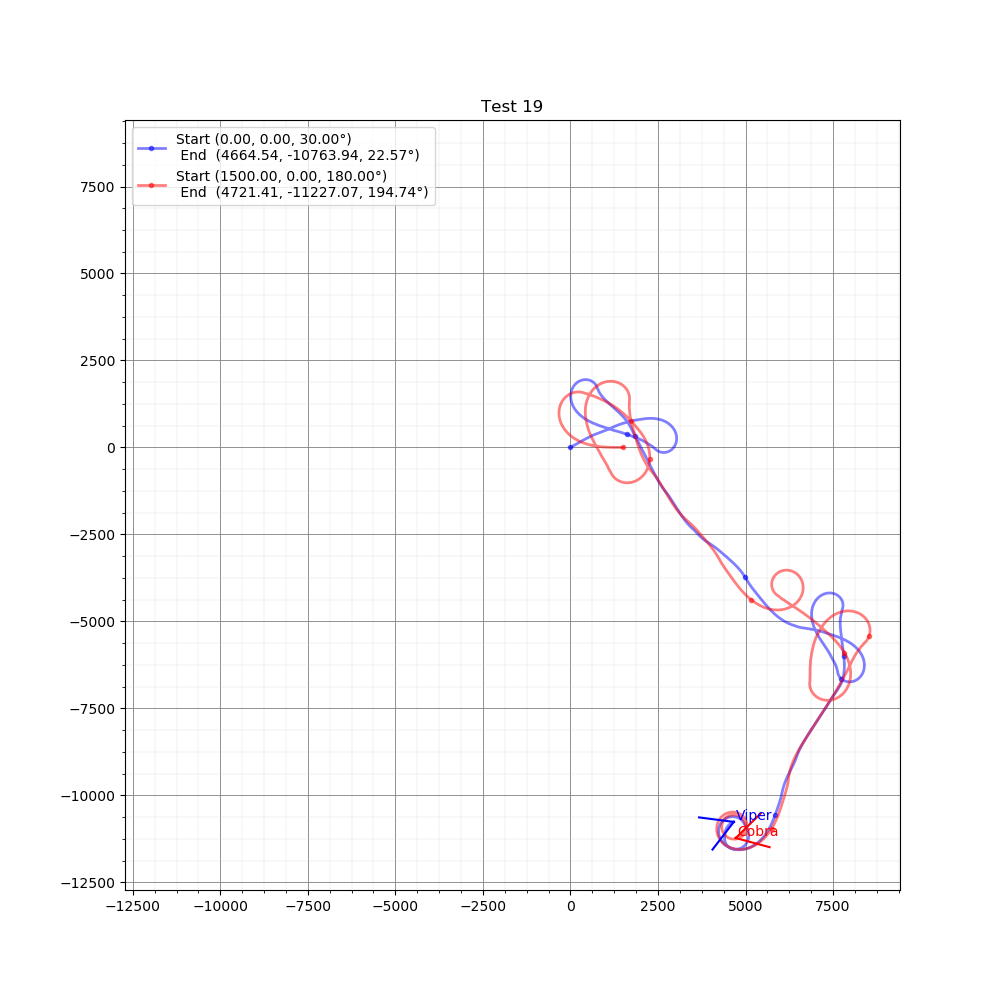 Test 19
Start (0.00, 0.00, 30.00°)
End (4664.54, -10763.94, 22.57°)
Start (1500.00, 0.00, 180.00°)
End (4721.41, -11227.07, 194.74°)
7500
5000
2500
0
−2500
−5000
−7500
−10000
−12500
Viper
Cobra
−12500 −10000 −7500 −5000 −2500 0 2500 5000 7500